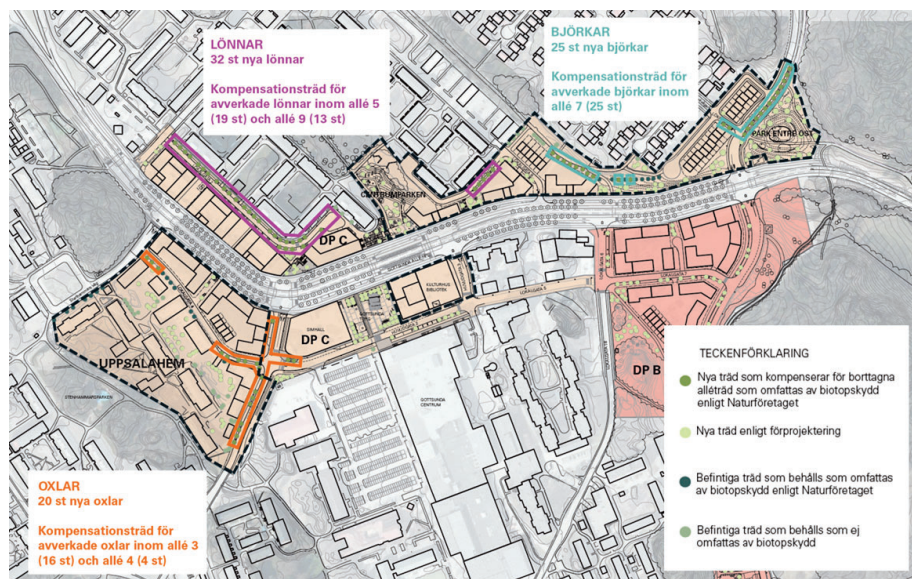 LÖNNAR
32 st nya lönnar
Kompensationsträd för
avverkade lönnar inom allé 5
(19 st) och allé 9 (13 st)
BJÖRKAR
25 st nya björkar
Kompensationsträd för
avverkade björkar inom
allé 7 (25 st)
PARK ENTRE ÖST
CENTRUMPARKEN
DP C
KULTURHUS
BIBLIOTEK
SIMHALL
DP C
UPPSALAHEM
DP B
GOTTSUNDA
CENTRUM
OXLAR
20 st nya oxlar
Kompensationsträd för
avverkade oxlar inom allé 3
(16 st) och allé 4 (4 st)
TECKENFÖRKLARING
Nya träd som kompenserar för borttagna
alléträd som omfattas av biotopskydd
enligt Naturföretaget
Nya träd enligt förprojektering
Befintiga träd som behålls som omfattas
av biotopskydd enligt Naturföretaget
Befintiga träd som behålls som ej
omfattas av biotopskydd